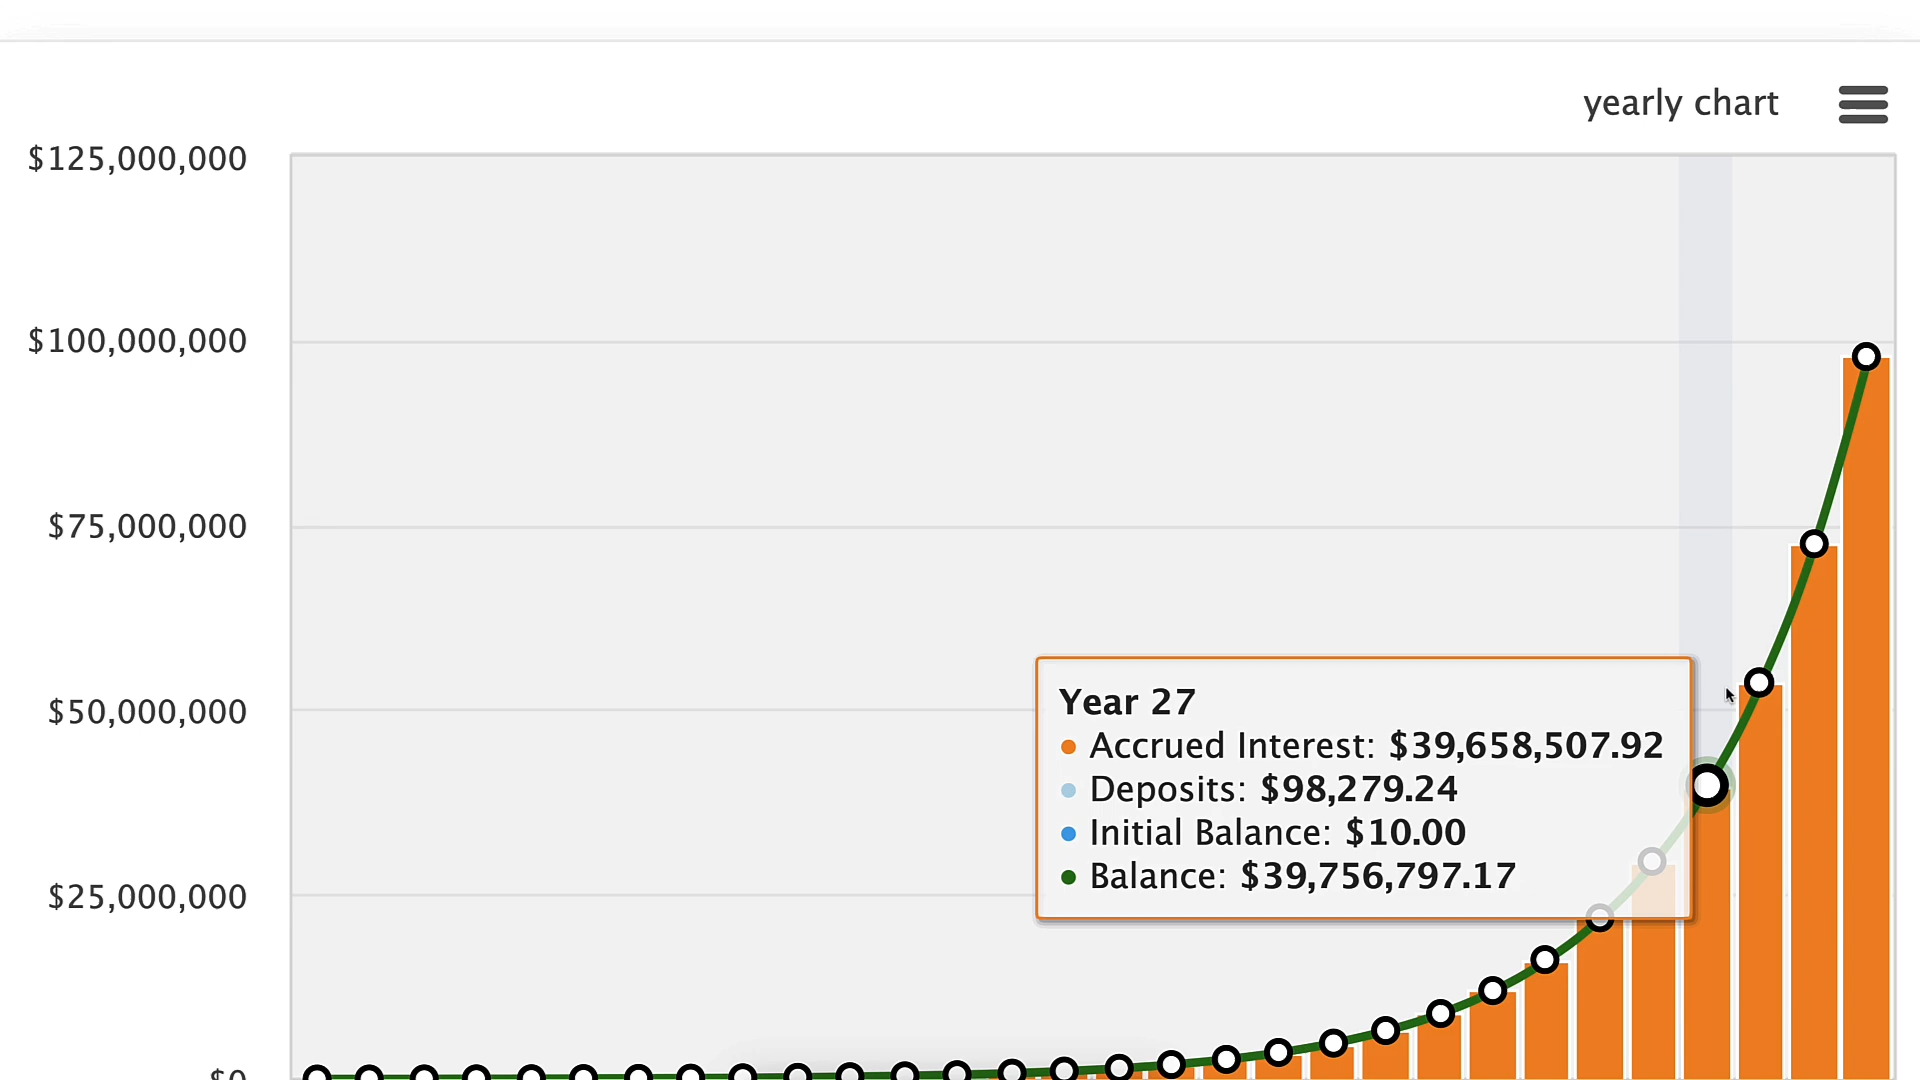 yearly chart
$125,000,000
$100,000,000
$75,000,000
$50,000,000
$25,000,000
$0
Year 27
Accrued Interest: $39,658,507.92
Deposits: $98,279.24
Initial Balance: $10.00
Balance: $39,756,797.17